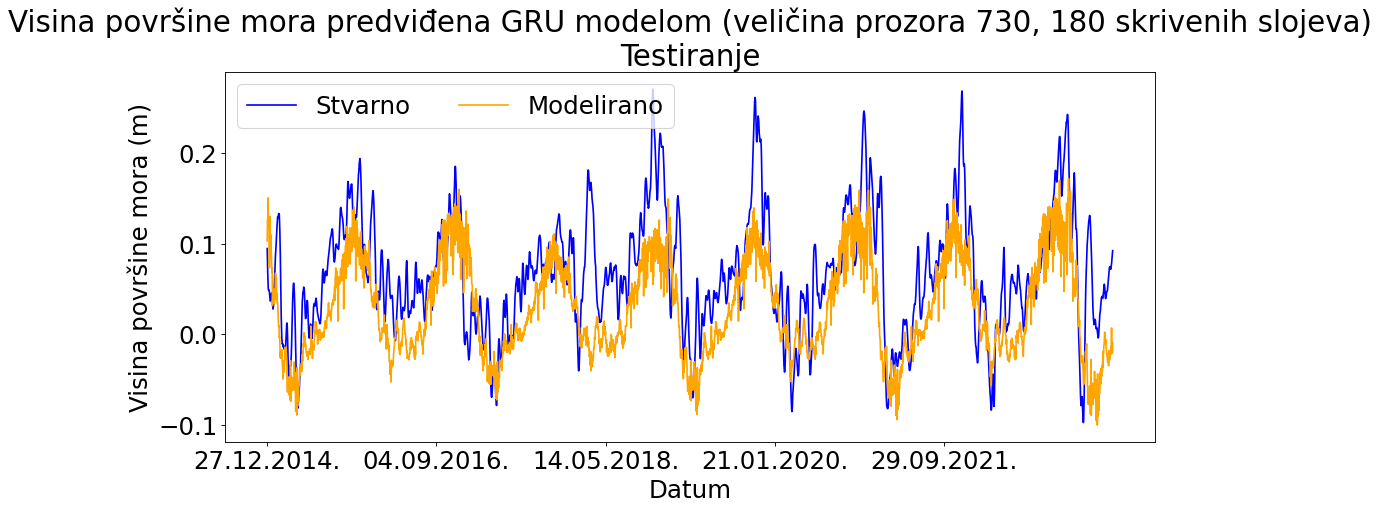 Visina površine mora predviđena GRU modelom (veličina prozora 730, 180 skrivenih slojeva)
Testiranje
Stvarno
Modelirano
Visina površine mora (m)
0.2
0.1
0.0
−0.1
27.12.2014.
04.09.2016.
14.05.2018.
21.01.2020.
29.09.2021.
Datum